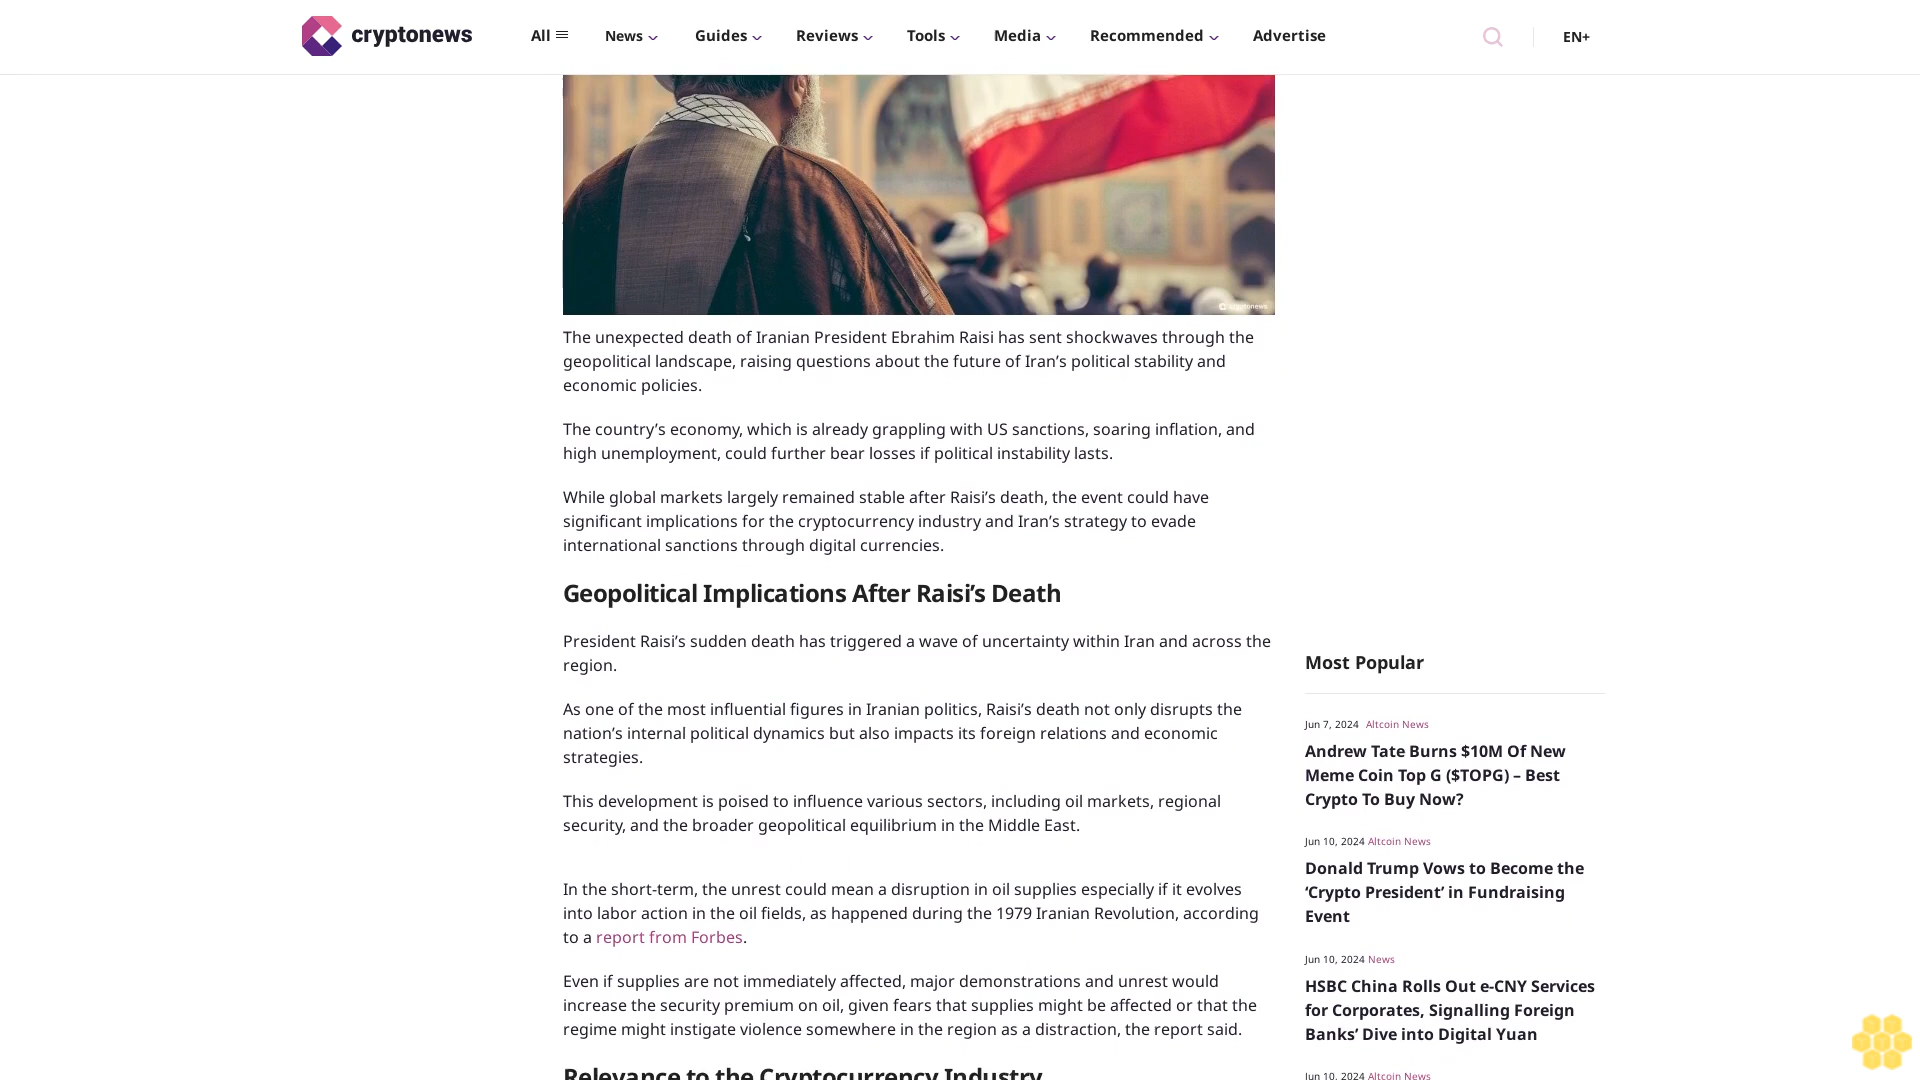 cryptonews
All
News
Guides
Reviews
Tools
Media
Recommended
Advertise
EN+
cryptonews
The unexpected death of Iranian President Ebrahim Raisi has sent shockwaves through the
geopolitical landscape, raising questions about the future of Iran’s political stability and
economic policies.
The country’s economy, which is already grappling with US sanctions, soaring inflation, and
high unemployment, could further bear losses if political instability lasts.
While global markets largely remained stable after Raisi’s death, the event could have
significant implications for the cryptocurrency industry and Iran’s strategy to evade
international sanctions through digital currencies.
Geopolitical Implications After Raisi’s Death
President Raisi’s sudden death has triggered a wave of uncertainty within Iran and across the
region.
As one of the most influential figures in Iranian politics, Raisi’s death not only disrupts the
nation’s internal political dynamics but also impacts its foreign relations and economic
strategies.
This development is poised to influence various sectors, including oil markets, regional
security, and the broader geopolitical equilibrium in the Middle East.
In the short-term, the unrest could mean a disruption in oil supplies especially if it evolves
into labor action in the oil fields, as happened during the 1979 Iranian Revolution, according
to a report from Forbes.
Even if supplies are not immediately affected, major demonstrations and unrest would
increase the security premium on oil, given fears that supplies might be affected or that the
regime might instigate violence somewhere in the region as a distraction, the report said.
Relevance to the Cryptocurrency Industry
Most Popular
Jun 7, 2024 Altcoin News
Andrew Tate Burns $10M Of New
Meme Coin Top G ($TOPG) – Best
Crypto To Buy Now?
Jun 10, 2024 Altcoin News
Donald Trump Vows to Become the
‘Crypto President’ in Fundraising
Event
Jun 10, 2024 News
HSBC China Rolls Out e-CNY Services
for Corporates, Signalling Foreign
Banks’ Dive into Digital Yuan
Jun 10, 2024 Altcoin News